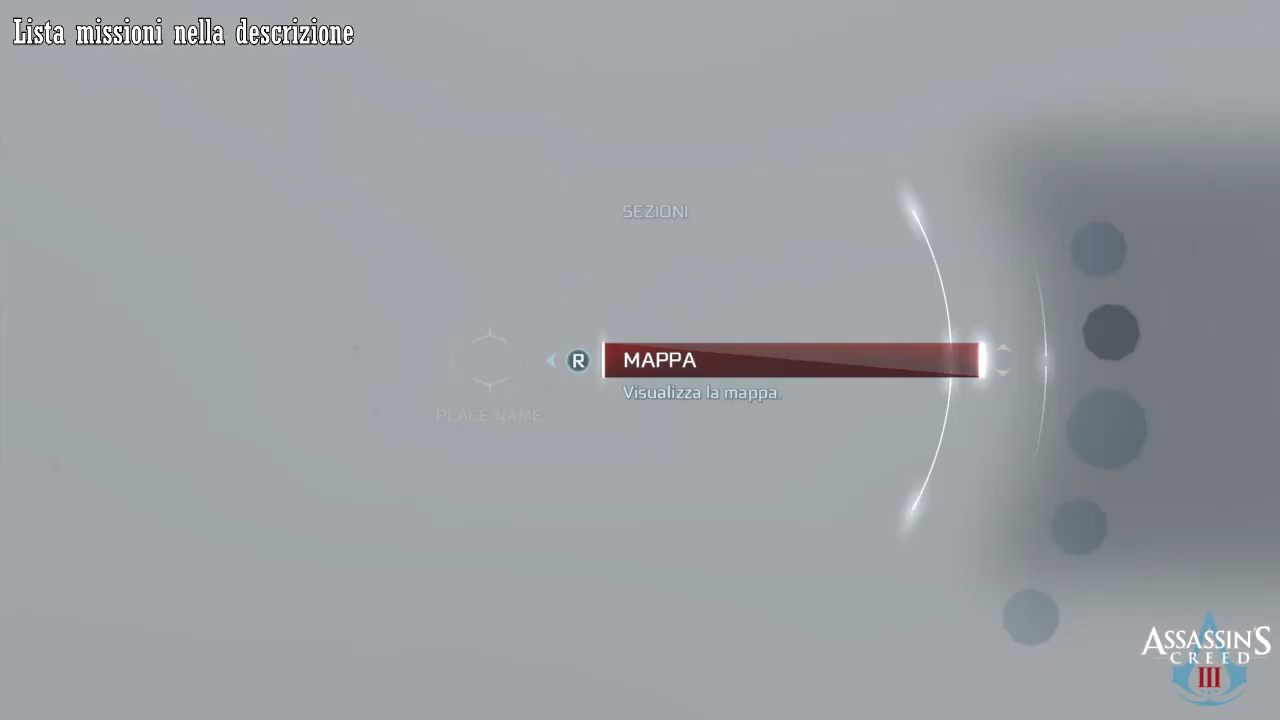 Lista missioni nella descrizione
SEZIONI
R
MAPPA
Visualizza la mappa.
PLACE NAME
ASSASSIN'S
CREED
III